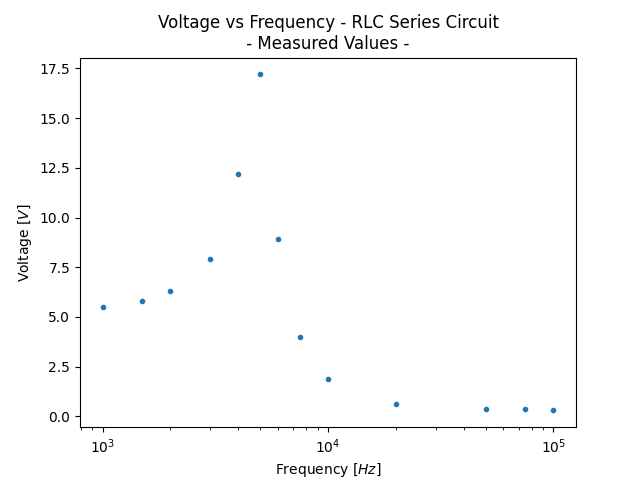 Voltage vs Frequency - RLC Series Circuit
- Measured Values -
17.5
15.0
12.5
10.0
7.5
5.0
2.5
0.0
Voltage [V]
10³
10⁴
10⁵
Frequency [Hz]